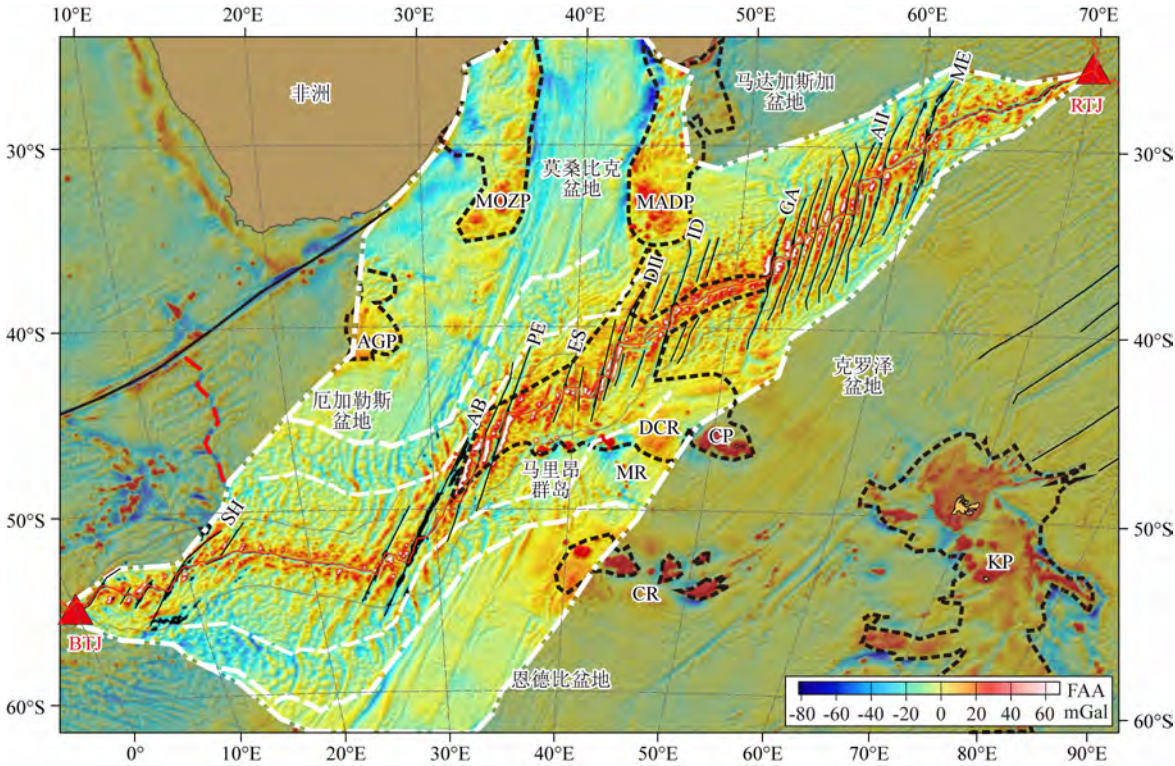 10°E 20°E 30°E 40°E 50°E 60°E 70°E
非洲
马达加斯加
盆地
ME
RTJ
AII
30°S
30°S
莫桑比克
盆地
MOZP
MADP
GA
ID
DII
40°S
40°S
AGP
PE
ES
克罗泽
盆地
厄加勒斯
盆地
AB
DCR
CP
马里昂
群岛
MR
SH
50°S
50°S
KP
CR
BTJ
恩德比盆地
FAA
-80 -60 -40 -20 0 20 40 60 mGal
60°S
60°S
0° 10°E 20°E 30°E 40°E 50°E 60°E 70°E 80°E 90°E